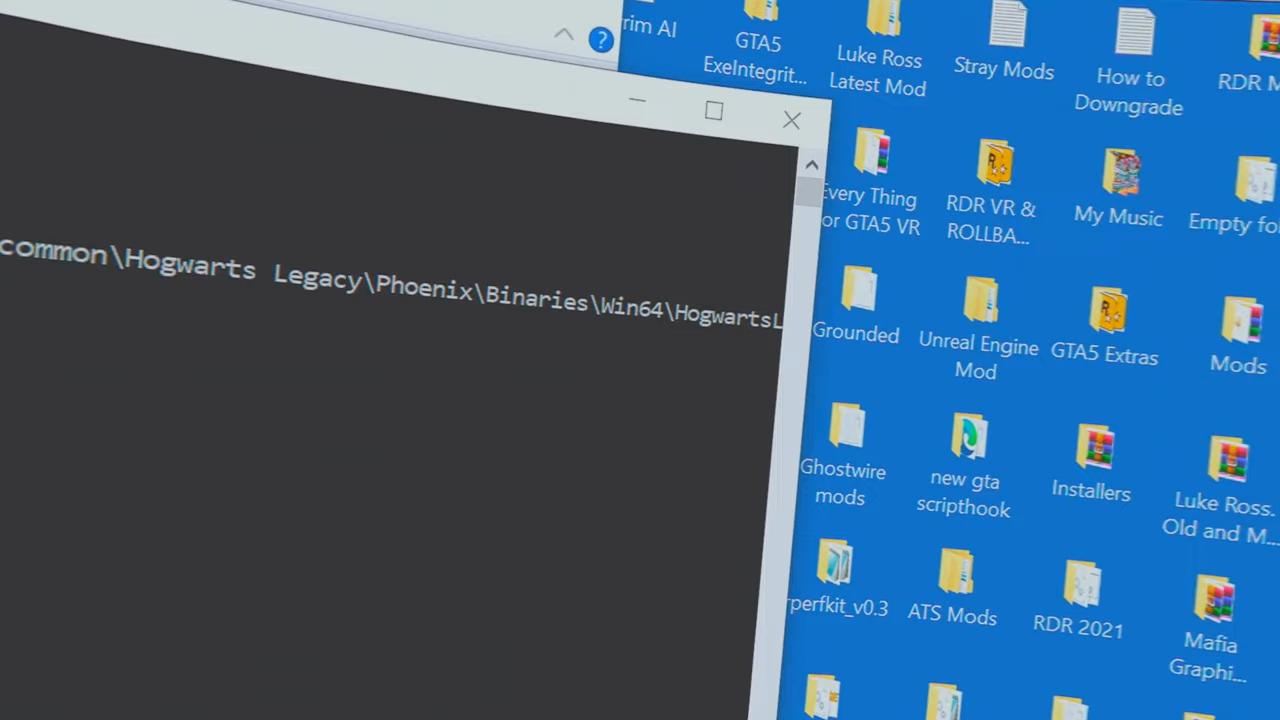 rim AI
GTA5
ExeIntegrit...
Luke Ross
Latest Mod
Stray Mods
How to
Downgrade
RDR M
common\Hogwarts Legacy\Phoenix\Binaries\Win64\HogwartsL
Every Thing
or GTA5 VR
RDR VR &
ROLLBA...
My Music
Empty fo
Grounded
Unreal Engine
Mod
GTA5 Extras
Mods
Ghostwire
mods
new gta
scripthook
Installers
Luke Ross.
Old and M...
rperfkit_v0.3
ATS Mods
RDR 2021
Mafia
Graphi...